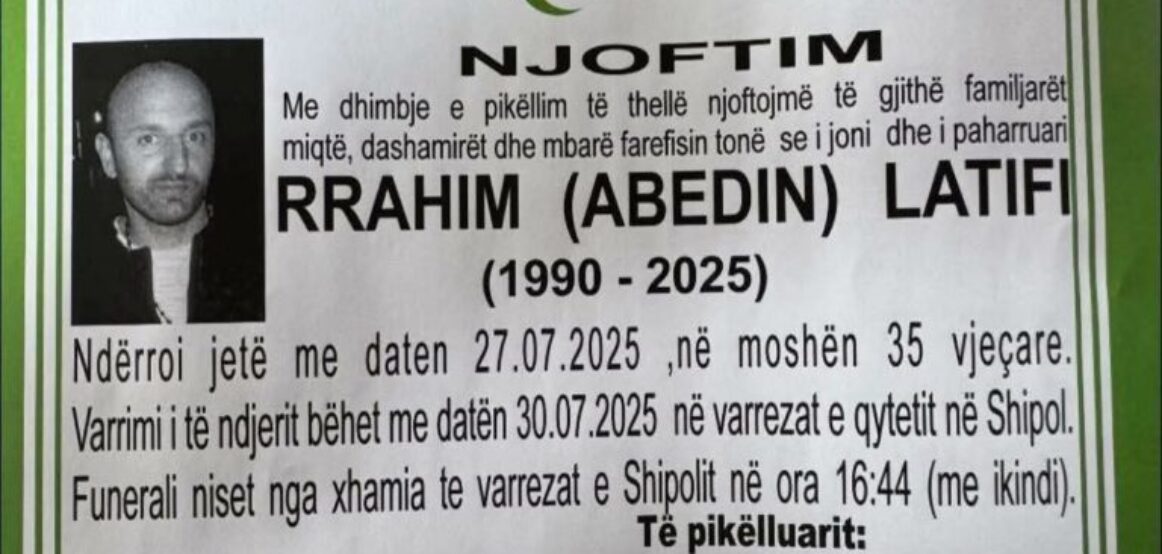 NJOFTIM
Me dhimbje e pikëllim të thellë njoftojmë të gjithë familjarët
miqtë, dashamirët dhe mbarë farefisin tonë se i joni dhe i paharruari
RRAHIM (ABEDIN) LATIFI
(1990 - 2025)
Ndërroi jetë me daten 27.07.2025 ,në moshën 35 vjeçare.
Varrimi i të ndjerit bëhet me datën 30.07.2025 në varrezat e qytetit në Shipol.
Funerali niset nga xhamia te varrezat e Shipolit në ora 16:44 (me ikindi).
Të pikëlluarit: